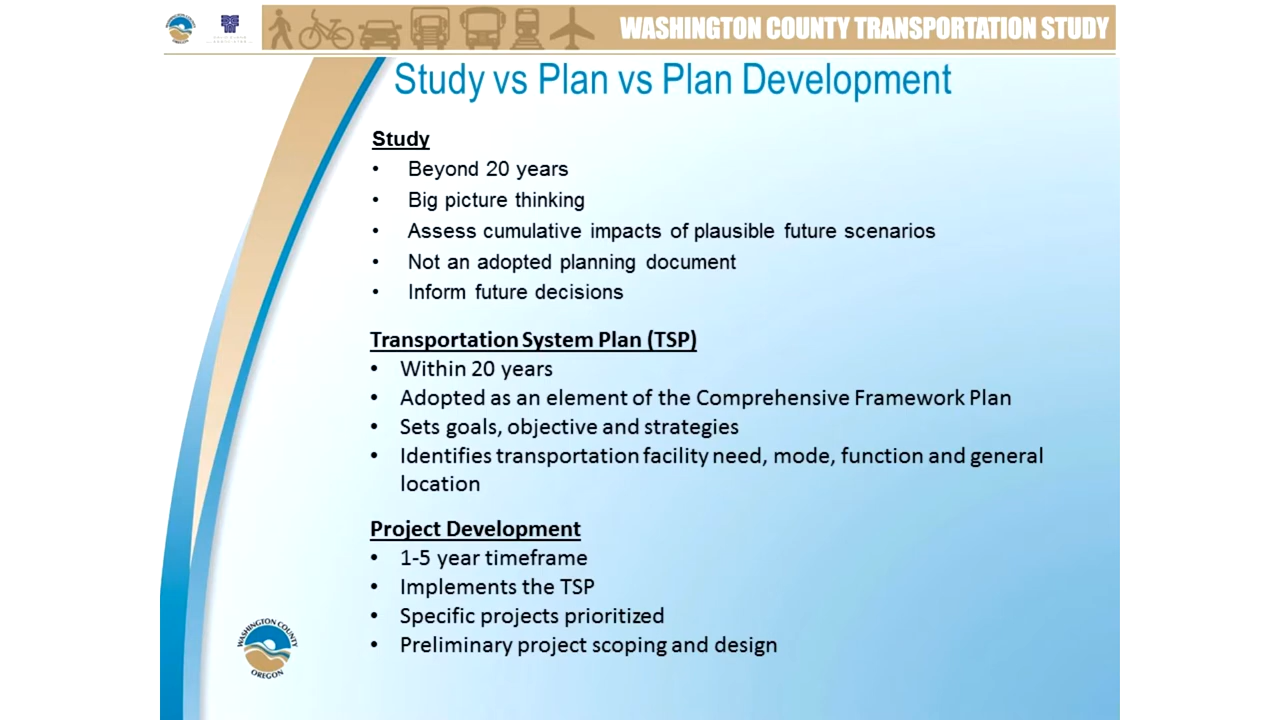 WASHINGTON COUNTY TRANSPORTATION STUDY
Study vs Plan vs Plan Development
Study
• Beyond 20 years
• Big picture thinking
• Assess cumulative impacts of plausible future scenarios
• Not an adopted planning document
• Inform future decisions
Transportation System Plan (TSP)
• Within 20 years
• Adopted as an element of the Comprehensive Framework Plan
• Sets goals, objective and strategies
• Identifies transportation facility need, mode, function and general
location
Project Development
• 1-5 year timeframe
• Implements the TSP
• Specific projects prioritized
• Preliminary project scoping and design
WASHINGTON COUNTY
OREGON